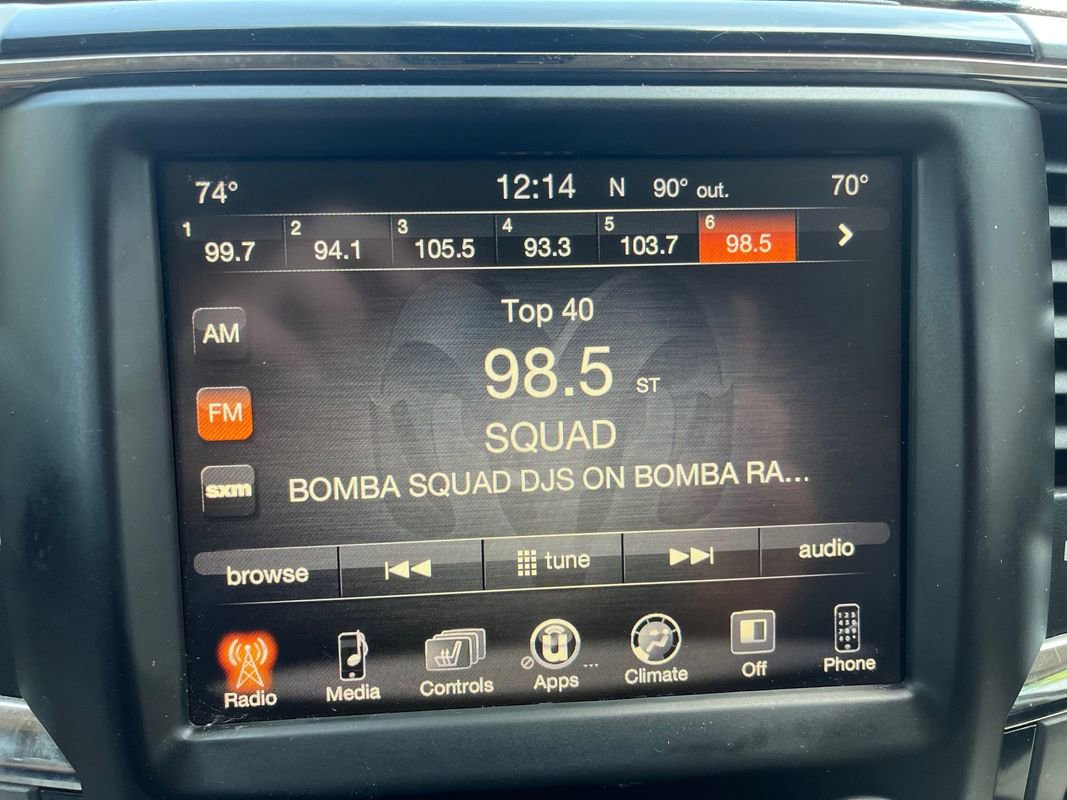 74° 12:14 N 90° out. 70°
1 99.7 2 94.1 3 105.5 4 93.3 5 103.7 6 98.5
Top 40
AM
98.5 ST
FM
SQUAD
sxm
BOMBA SQUAD DJS ON BOMBA RA...
browse tune audio
Radio Media Controls Apps ... Climate Off Phone